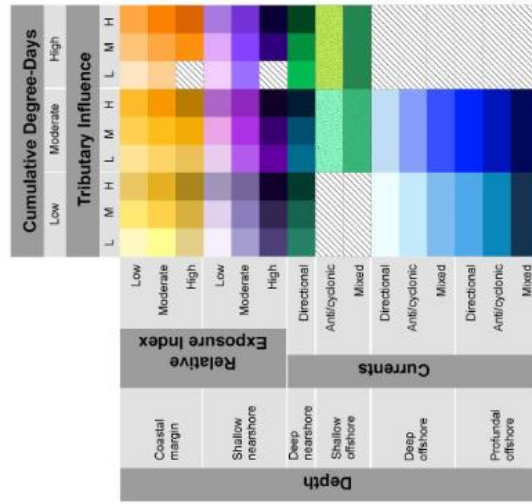 Cumulative Degree-Days
Low Moderate High
Tributary Influence
L M H L M H L M H
Depth
Coastal
margin
Shallow
nearshore
Deep
nearshore
Shallow
offshore
Deep
offshore
Profundal
offshore
Relative
Exposure Index
Currents
Low
Moderate
High
Low
Moderate
High
Directional
Anti/cyclonic
Mixed
Directional
Anti/cyclonic
Mixed
Directional
Anti/cyclonic
Mixed